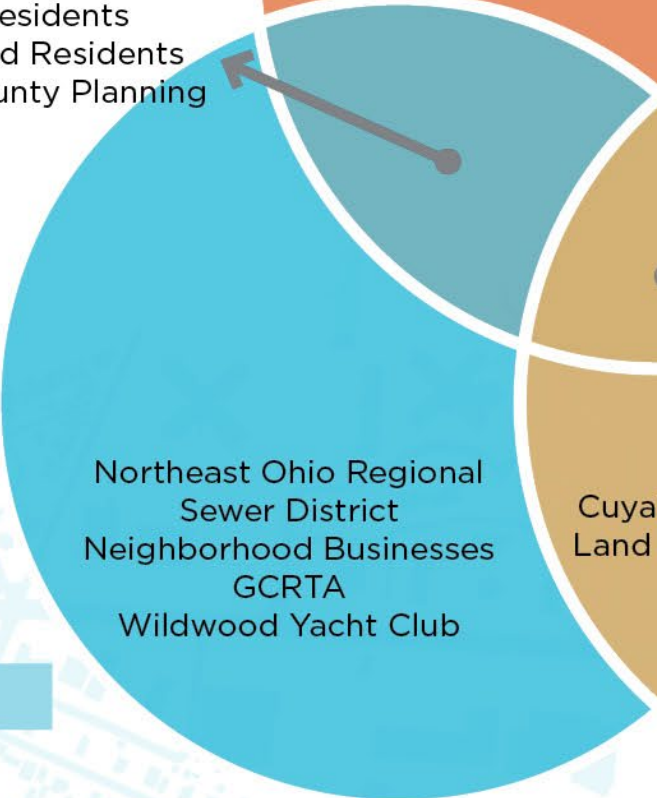 esidents
d Residents
unty Planning
Northeast Ohio Regional
Sewer District
Neighborhood Businesses
GCRTA
Wildwood Yacht Club
Cuya
Land